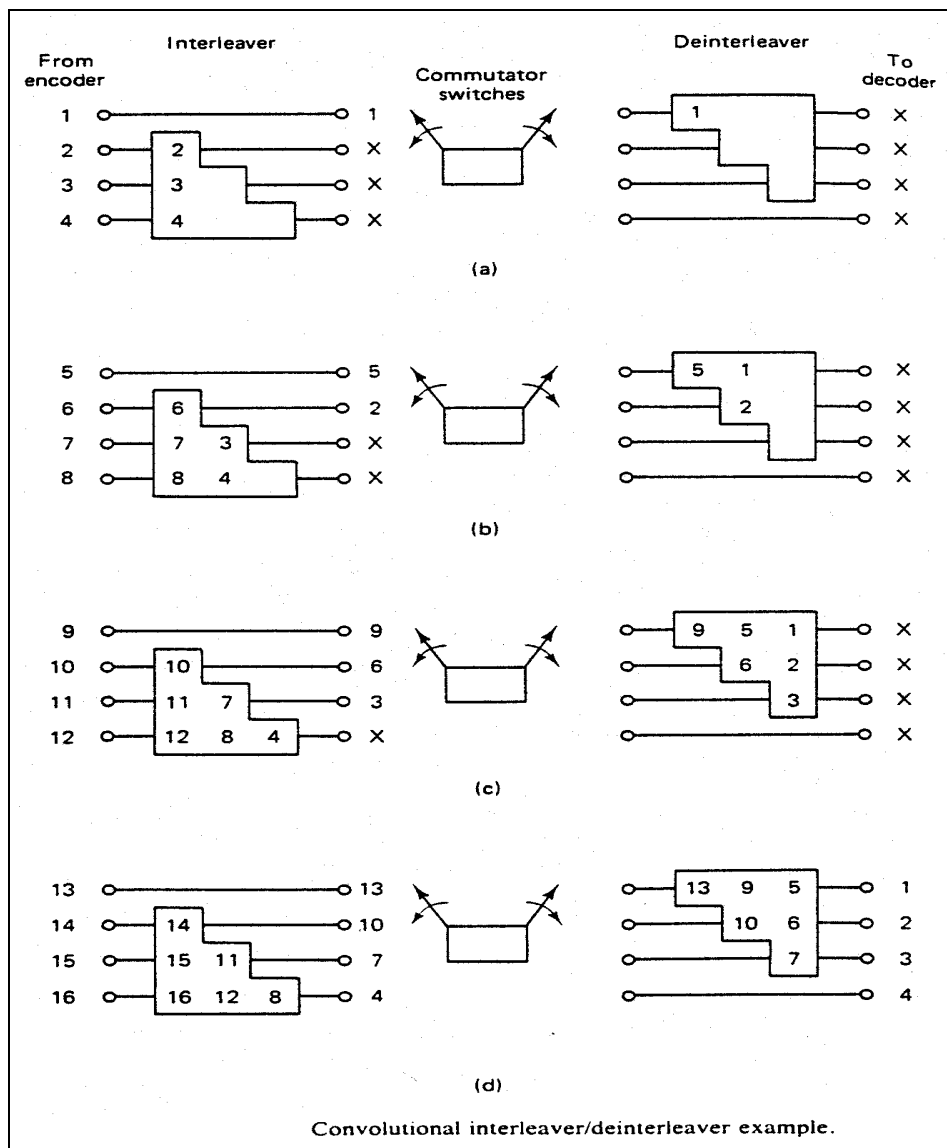 Interleaver Deinterleaver
From encoder Commutator switches To decoder
1 1 1 ×
2 2 × ×
3 3 × ×
4 4 × ×
(a)
5 5 5 1 ×
6 6 2 2 ×
7 7 3 × ×
8 8 4 × ×
(b)
9 9 9 5 1 ×
10 10 6 6 2 ×
11 11 7 3 3 ×
12 12 8 4 × ×
(c)
13 13 13 9 5 1
14 14 10 10 6 2
15 15 11 7 7 3
16 16 12 8 4 4
(d)
Convolutional interleaver/deinterleaver example.